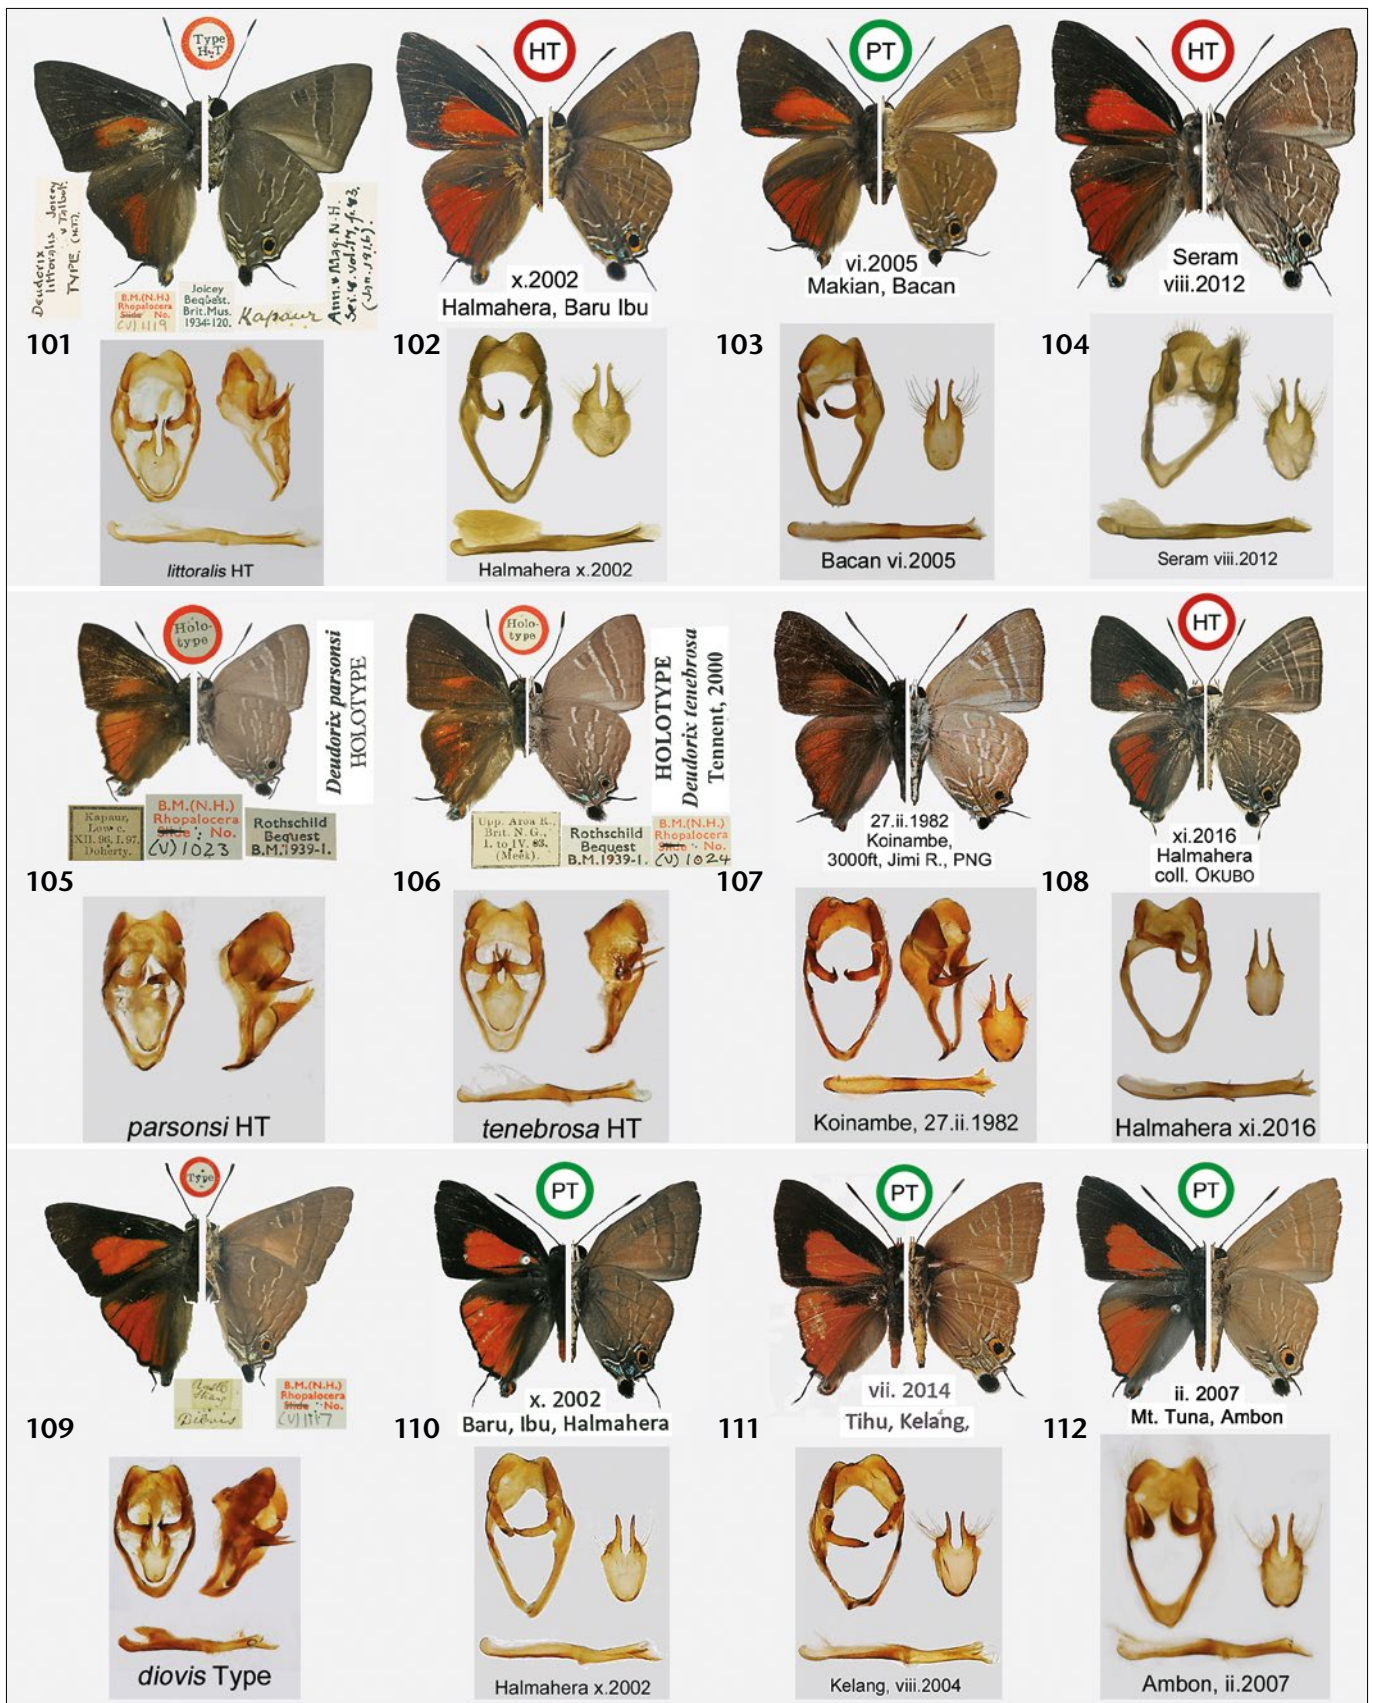 Type
H.T
HT
PT
HT
Deudorix
littoralis Joicey
TYPE. & Talbot.
(H.T.)
B.M.(N.H.)
Rhopalocera
Slide No.
(V) 1119
Joicey
Bequest.
Brit. Mus.
1934-120.
Kapaur
Ann. & Mag. N. H.
Ser. 8. vol. 17, p. 83.
(Jan. 1916).
x.2002
Halmahera, Baru Ibu
vi.2005
Makian, Bacan
Seram
viii.2012
101
102
103
104
littoralis HT
Halmahera x.2002
Bacan vi.2005
Seram viii.2012
Holo-
type
Holo-
type
HT
Deudorix parsonsi
HOLOTYPE
HOLOTYPE
Deudorix tenebrosa
Tennent, 2000
Kapaur,
Low c.
XII. 96, I. 97.
Doherty.
B.M.(N.H.)
Rhopalocera
Slide : No.
(V) 1023
Rothschild
Bequest
B.M.1939-1.
Upp. Aroa R.,
Brit. N. G.,
I. to IV. 03.
(Meek).
Rothschild
Bequest
B.M.1939-1.
B.M.(N.H.)
Rhopalocera
Slide No.
(V) 1024
27.ii.1982
Koinambe,
3000ft, Jimi R., PNG
xi.2016
Halmahera
coll. OKUBO
105
106
107
108
parsonsi HT
tenebrosa HT
Koinambe, 27.ii.1982
Halmahera xi.2016
Type
PT
PT
PT
B.M.(N.H.)
Rhopalocera
Slide No.
(V) 1117
x. 2002
Baru, Ibu, Halmahera
vii. 2014
Tihu, Kelang,
ii. 2007
Mt. Tuna, Ambon
109
110
111
112
diovis Type
Halmahera x.2002
Kelang, viii.2004
Ambon, ii.2007